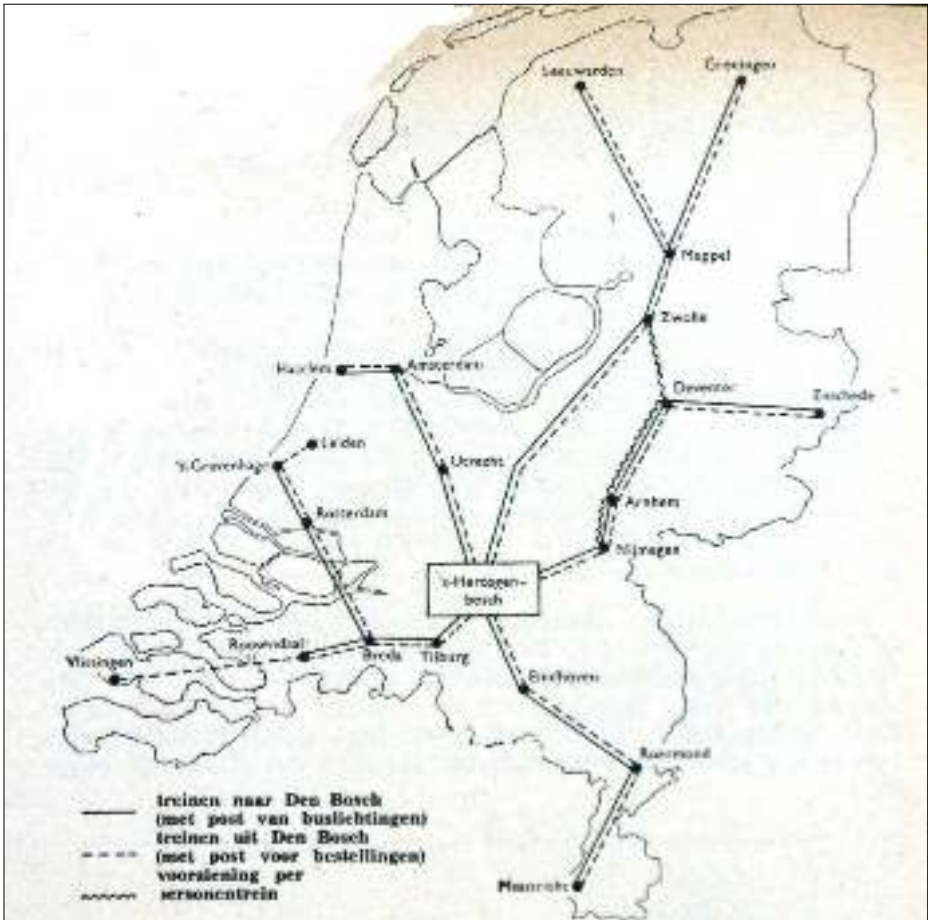 Leeuwarden
Groningen
Meppel
Zwolle
Haarlem
Amsterdam
Deventer
Enschede
Leiden
's-Gravenhage
Utrecht
Rotterdam
Arnhem
Nijmegen
's-Hertogen-
bosch
Roosendaal
Vlissingen
Breda
Tilburg
Eindhoven
Roermond
Maastricht
treinen naar Den Bosch
(met post van buslichtingen)
treinen uit Den Bosch
(met post voor bestellingen)
voorziening per
personentrein